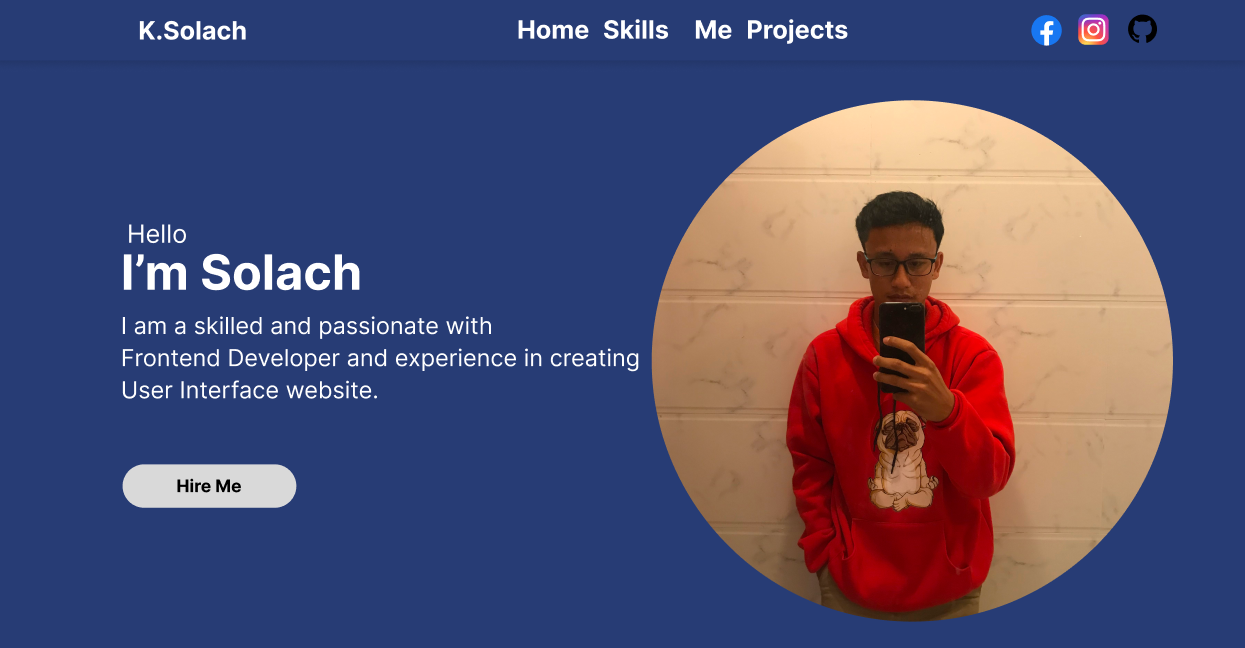 K.Solach
Home Skills Me Projects
Hello
I’m Solach
I am a skilled and passionate with
Frontend Developer and experience in creating
User Interface website.
Hire Me